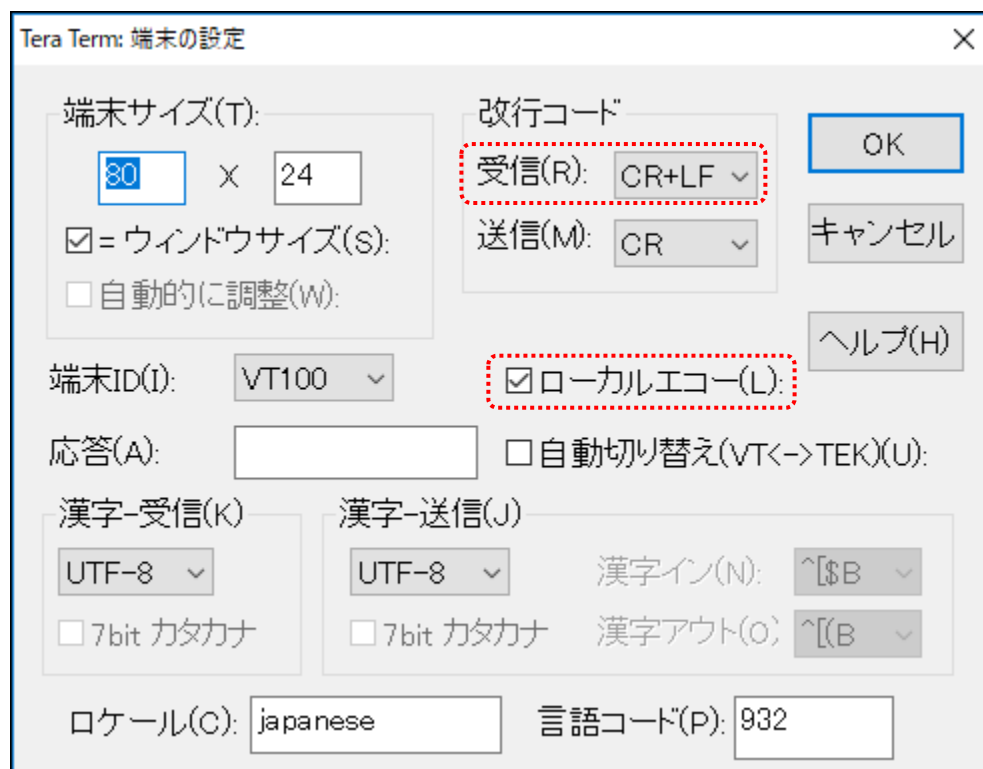 Tera Term: 端末の設定
端末サイズ(T):
80 X 24
= ウィンドウサイズ(S):
自動的に調整(W):
改行コード
受信(R): CR+LF
送信(M): CR
OK
キャンセル
ヘルプ(H)
端末ID(I): VT100
ローカルエコー(L):
応答(A):
自動切り替え(VT<->TEK)(U):
漢字-受信(K)
UTF-8
7bit カタカナ
漢字-送信(J)
UTF-8
7bit カタカナ
漢字イン(N): ^[$B
漢字アウト(O) ^[(B
ロケール(C): japanese
言語コード(P): 932